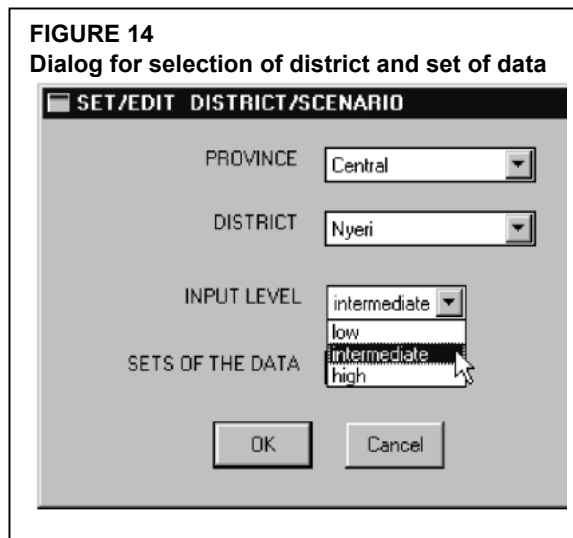 FIGURE 14
Dialog for selection of district and set of data
SET/EDIT DISTRICT/SCENARIO
PROVINCE Central
DISTRICT Nyeri
INPUT LEVEL intermediate
low
intermediate
SETS OF THE DATA high
OK Cancel